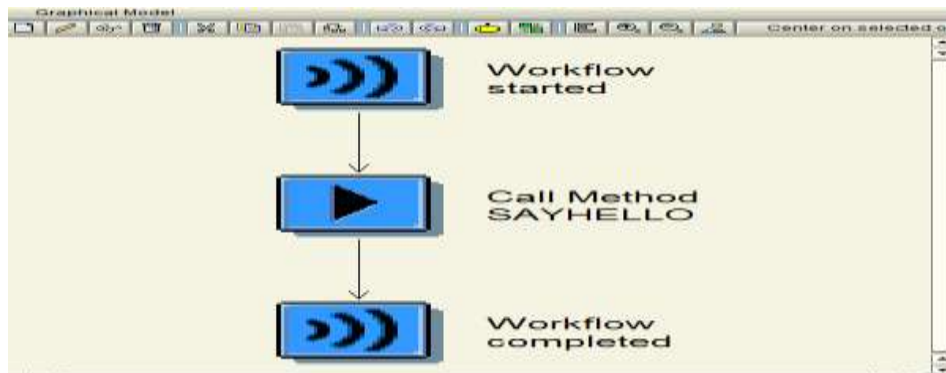 Graphical Model
Center on selected o
Workflow
started
Call Method
SAYHELLO
Workflow
completed